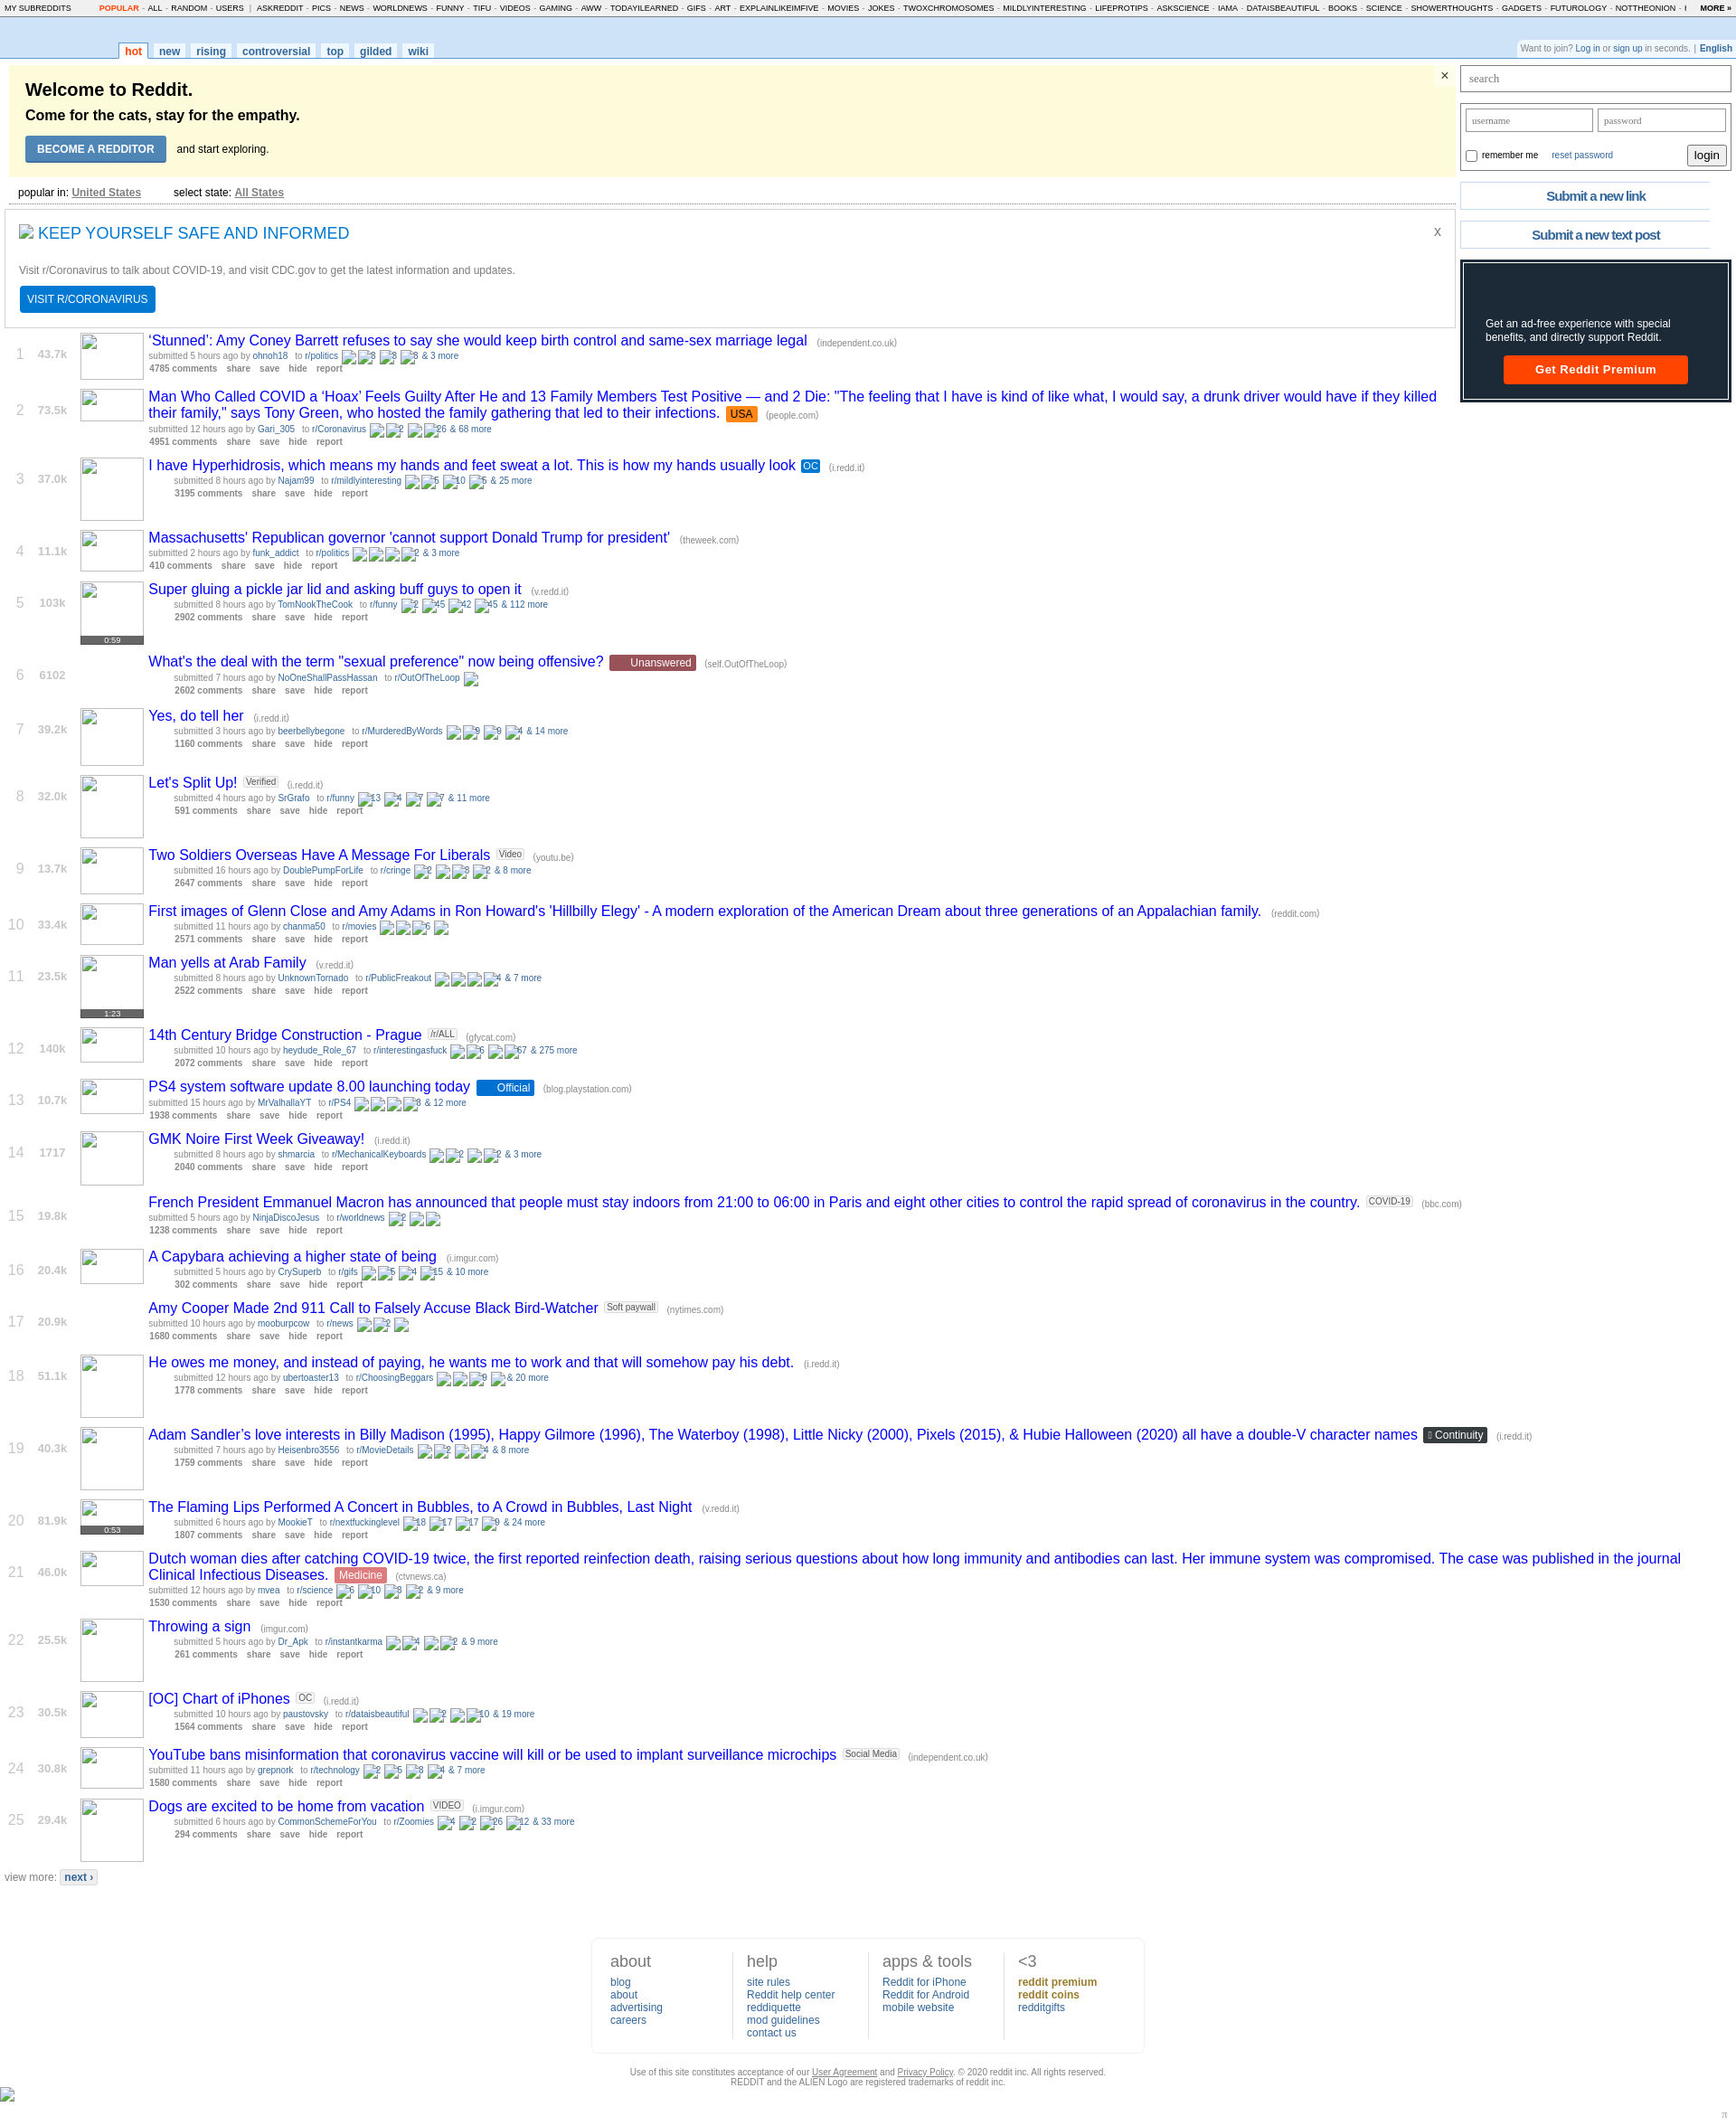 MY SUBREDDITS POPULAR - ALL - RANDOM - USERS | ASKREDDIT - PICS - NEWS - WORLDNEWS - FUNNY - TIFU - VIDEOS - GAMING - AWW - TODAYILEARNED - GIFS - ART - EXPLAINLIKEIMFIVE - MOVIES - JOKES - TWOXCHROMOSOMES - MILDLYINTERESTING - LIFEPROTIPS - ASKSCIENCE - IAMA - DATAISBEAUTIFUL - BOOKS - SCIENCE - SHOWERTHOUGHTS - GADGETS - FUTUROLOGY - NOTTHEONION - I MORE »
hot new rising controversial top gilded wiki
Want to join? Log in or sign up in seconds. | English
Welcome to Reddit.
Come for the cats, stay for the empathy.
BECOME A REDDITOR and start exploring.
×
search
username password
remember me reset password login
Submit a new link
Submit a new text post
Get an ad-free experience with special
benefits, and directly support Reddit.
Get Reddit Premium
popular in: United States select state: All States
KEEP YOURSELF SAFE AND INFORMED X
Visit r/Coronavirus to talk about COVID-19, and visit CDC.gov to get the latest information and updates.
VISIT R/CORONAVIRUS
1 43.7k ‘Stunned’: Amy Coney Barrett refuses to say she would keep birth control and same-sex marriage legal (independent.co.uk)
submitted 5 hours ago by ohnoh18 to r/politics 3 3 3 & 3 more
4785 comments share save hide report
2 73.5k Man Who Called COVID a ‘Hoax’ Feels Guilty After He and 13 Family Members Test Positive — and 2 Die: "The feeling that I have is kind of like what, I would say, a drunk driver would have if they killed
their family," says Tony Green, who hosted the family gathering that led to their infections. USA (people.com)
submitted 12 hours ago by Gari_305 to r/Coronavirus 2 26 & 68 more
4951 comments share save hide report
3 37.0k I have Hyperhidrosis, which means my hands and feet sweat a lot. This is how my hands usually look OC (i.redd.it)
submitted 8 hours ago by Najam99 to r/mildlyinteresting 5 10 5 & 25 more
3195 comments share save hide report
4 11.1k Massachusetts' Republican governor 'cannot support Donald Trump for president' (theweek.com)
submitted 2 hours ago by funk_addict to r/politics 2 & 3 more
410 comments share save hide report
5 103k Super gluing a pickle jar lid and asking buff guys to open it (v.redd.it)
submitted 8 hours ago by TomNookTheCook to r/funny 2 45 42 45 & 112 more
2902 comments share save hide report
0:59
6 6102 What's the deal with the term "sexual preference" now being offensive? Unanswered (self.OutOfTheLoop)
submitted 7 hours ago by NoOneShallPassHassan to r/OutOfTheLoop
2602 comments share save hide report
7 39.2k Yes, do tell her (i.redd.it)
submitted 3 hours ago by beerbellybegone to r/MurderedByWords 9 9 4 & 14 more
1160 comments share save hide report
8 32.0k Let's Split Up! Verified (i.redd.it)
submitted 4 hours ago by SrGrafo to r/funny 13 4 7 7 & 11 more
591 comments share save hide report
9 13.7k Two Soldiers Overseas Have A Message For Liberals Video (youtu.be)
submitted 16 hours ago by DoublePumpForLife to r/cringe 2 3 2 & 8 more
2647 comments share save hide report
10 33.4k First images of Glenn Close and Amy Adams in Ron Howard's 'Hillbilly Elegy' - A modern exploration of the American Dream about three generations of an Appalachian family. (reddit.com)
submitted 11 hours ago by chanma50 to r/movies 6
2571 comments share save hide report
11 23.5k Man yells at Arab Family (v.redd.it)
submitted 8 hours ago by UnknownTornado to r/PublicFreakout 4 & 7 more
2522 comments share save hide report
1:23
12 140k 14th Century Bridge Construction - Prague /r/ALL (gfycat.com)
submitted 10 hours ago by heydude_Role_67 to r/interestingasfuck 6 67 & 275 more
2072 comments share save hide report
13 10.7k PS4 system software update 8.00 launching today Official (blog.playstation.com)
submitted 15 hours ago by MrValhallaYT to r/PS4 3 & 12 more
1938 comments share save hide report
14 1717 GMK Noire First Week Giveaway! (i.redd.it)
submitted 8 hours ago by shmarcia to r/MechanicalKeyboards 2 2 & 3 more
2040 comments share save hide report
15 19.8k French President Emmanuel Macron has announced that people must stay indoors from 21:00 to 06:00 in Paris and eight other cities to control the rapid spread of coronavirus in the country. COVID-19 (bbc.com)
submitted 5 hours ago by NinjaDiscoJesus to r/worldnews 2
1238 comments share save hide report
16 20.4k A Capybara achieving a higher state of being (i.imgur.com)
submitted 5 hours ago by CrySuperb to r/gifs 5 4 15 & 10 more
302 comments share save hide report
17 20.9k Amy Cooper Made 2nd 911 Call to Falsely Accuse Black Bird-Watcher Soft paywall (nytimes.com)
submitted 10 hours ago by mooburpcow to r/news 2
1680 comments share save hide report
18 51.1k He owes me money, and instead of paying, he wants me to work and that will somehow pay his debt. (i.redd.it)
submitted 12 hours ago by ubertoaster13 to r/ChoosingBeggars 9 & 20 more
1778 comments share save hide report
19 40.3k Adam Sandler’s love interests in Billy Madison (1995), Happy Gilmore (1996), The Waterboy (1998), Little Nicky (2000), Pixels (2015), & Hubie Halloween (2020) all have a double-V character names Continuity (i.redd.it)
submitted 7 hours ago by Heisenbro3556 to r/MovieDetails 2 4 & 8 more
1759 comments share save hide report
20 81.9k The Flaming Lips Performed A Concert in Bubbles, to A Crowd in Bubbles, Last Night (v.redd.it)
submitted 6 hours ago by MookieT to r/nextfuckinglevel 18 17 17 9 & 24 more
0:53
1807 comments share save hide report
21 46.0k Dutch woman dies after catching COVID-19 twice, the first reported reinfection death, raising serious questions about how long immunity and antibodies can last. Her immune system was compromised. The case was published in the journal
Clinical Infectious Diseases. Medicine (ctvnews.ca)
submitted 12 hours ago by mvea to r/science 6 10 3 2 & 9 more
1530 comments share save hide report
22 25.5k Throwing a sign (imgur.com)
submitted 5 hours ago by Dr_Apk to r/instantkarma 4 2 & 9 more
261 comments share save hide report
23 30.5k [OC] Chart of iPhones OC (i.redd.it)
submitted 10 hours ago by paustovsky to r/dataisbeautiful 2 10 & 19 more
1564 comments share save hide report
24 30.8k YouTube bans misinformation that coronavirus vaccine will kill or be used to implant surveillance microchips Social Media (independent.co.uk)
submitted 11 hours ago by grepnork to r/technology 2 5 3 4 & 7 more
1580 comments share save hide report
25 29.4k Dogs are excited to be home from vacation VIDEO (i.imgur.com)
submitted 6 hours ago by CommonSchemeForYou to r/Zoomies 4 2 26 12 & 33 more
294 comments share save hide report
view more: next ›
about help apps & tools <3
blog site rules Reddit for iPhone reddit premium
about Reddit help center Reddit for Android reddit coins
advertising reddiquette mobile website redditgifts
careers mod guidelines
contact us
Use of this site constitutes acceptance of our User Agreement and Privacy Policy. © 2020 reddit inc. All rights reserved.
REDDIT and the ALIEN Logo are registered trademarks of reddit inc.
π